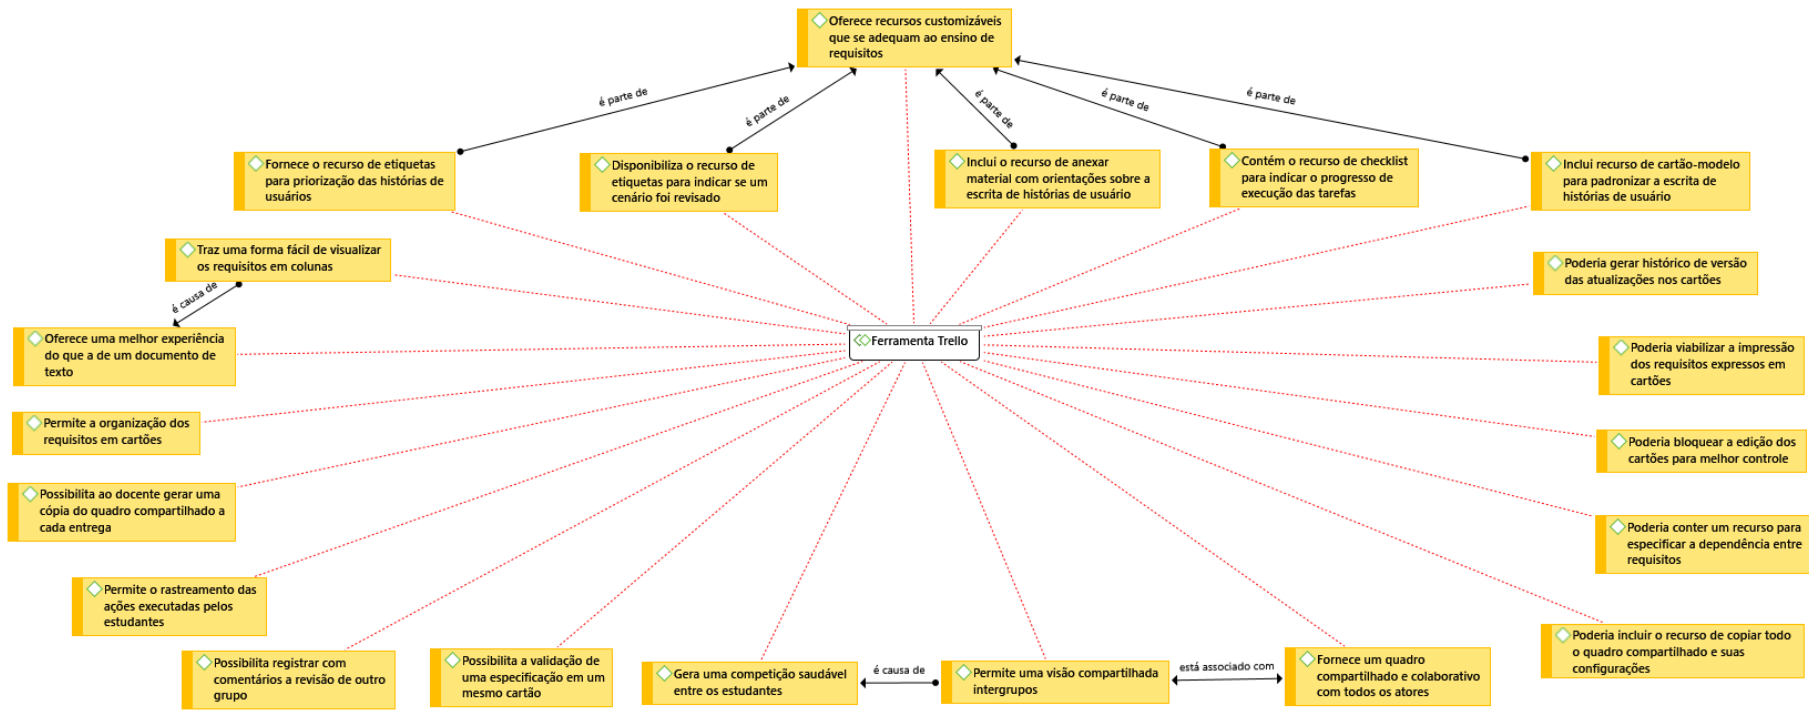 Oferece recursos customizáveis
que se adequam ao ensino de
requisitos
é parte de
é parte de
é parte de
é parte de
é parte de
Fornece o recurso de etiquetas
para priorização das histórias de
usuários
Disponibiliza o recurso de
etiquetas para indicar se um
cenário foi revisado
Inclui o recurso de anexar
material com orientações sobre a
escrita de histórias de usuário
Contém o recurso de checklist
para indicar o progresso de
execução das tarefas
Inclui recurso de cartão-modelo
para padronizar a escrita de
histórias de usuário
Traz uma forma fácil de visualizar
os requisitos em colunas
Poderia gerar histórico de versão
das atualizações nos cartões
é causa de
Oferece uma melhor experiência
do que a de um documento de
texto
Ferramenta Trello
Poderia viabilizar a impressão
dos requisitos expressos em
cartões
Permite a organização dos
requisitos em cartões
Poderia bloquear a edição dos
cartões para melhor controle
Possibilita ao docente gerar uma
cópia do quadro compartilhado a
cada entrega
Poderia conter um recurso para
especificar a dependência entre
requisitos
Permite o rastreamento das
ações executadas pelos
estudantes
Poderia incluir o recurso de copiar todo
o quadro compartilhado e suas
configurações
Possibilita registrar com
comentários a revisão de outro
grupo
Possibilita a validação de
uma especificação em um
mesmo cartão
Gera uma competição saudável
entre os estudantes
é causa de
Permite uma visão compartilhada
intergrupos
está associado com
Fornece um quadro
compartilhado e colaborativo
com todos os atores